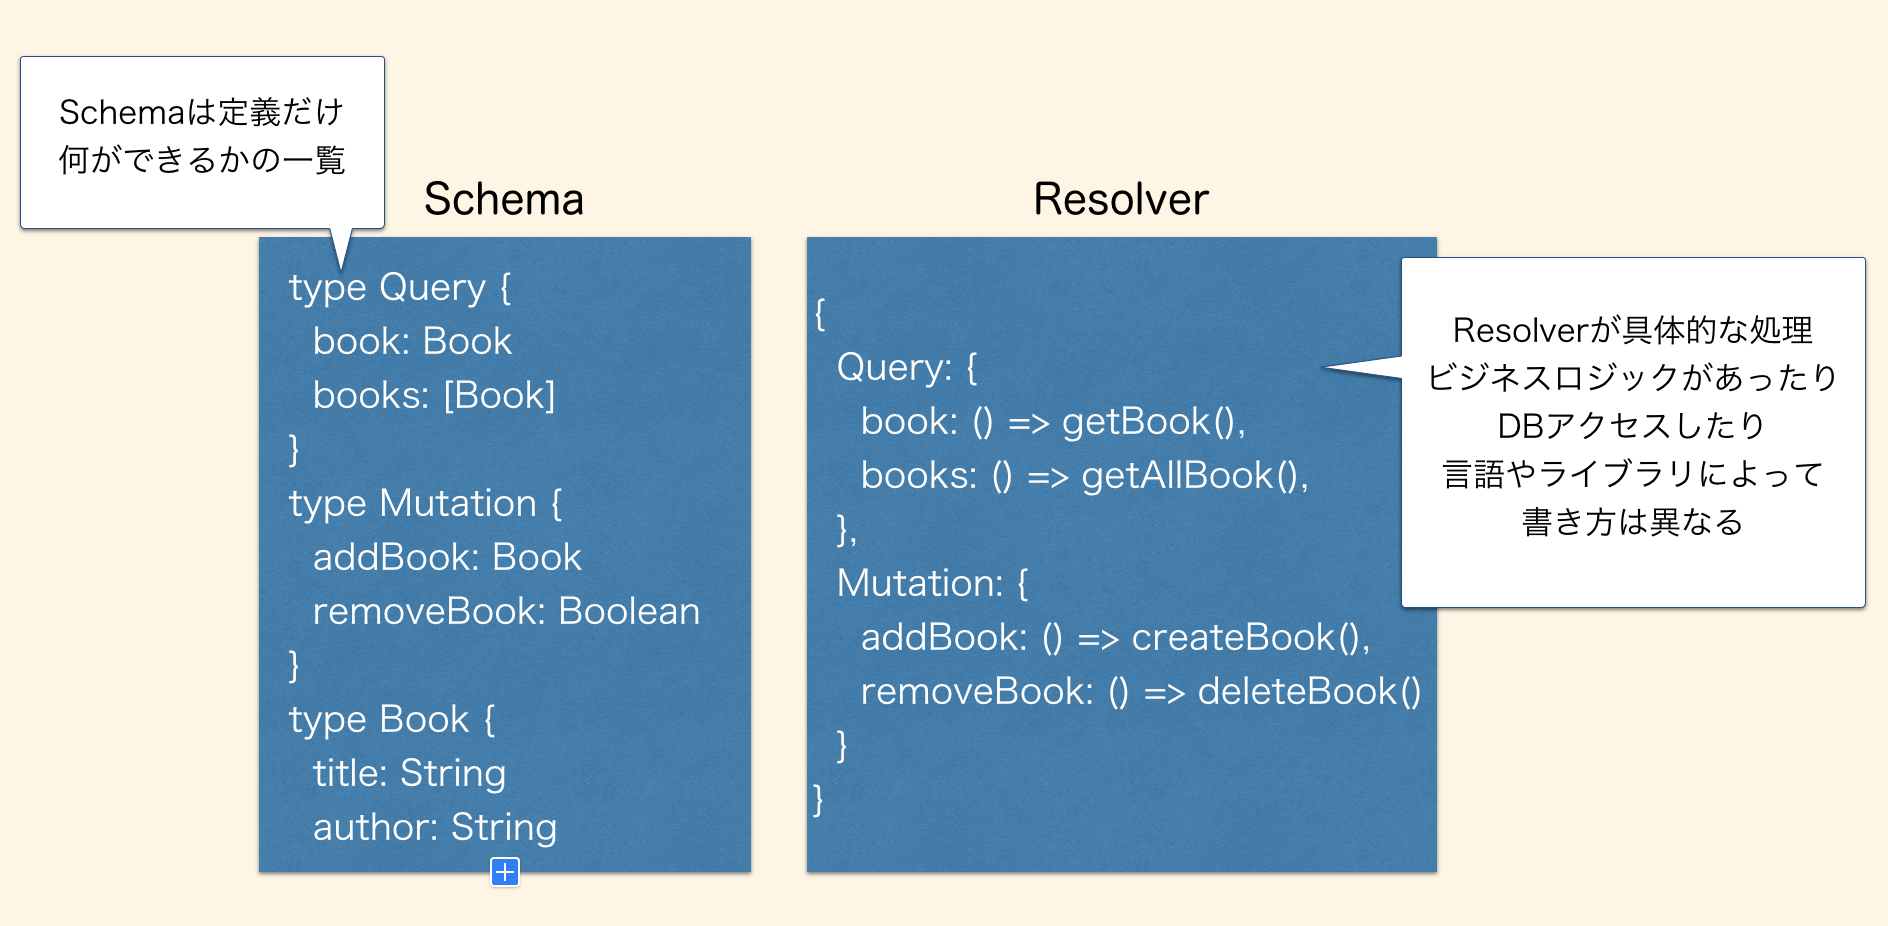 Schemaは定義だけ
何ができるかの一覧
Schema
type Query {
book: Book
books: [Book]
}
type Mutation {
addBook: Book
removeBook: Boolean
}
type Book {
title: String
author: String
Resolver
{
Query: {
book: () => getBook(),
books: () => getAllBook(),
},
Mutation: {
addBook: () => createBook(),
removeBook: () => deleteBook()
}
}
Resolverが具体的な処理
ビジネスロジックがあったり
DBアクセスしたり
言語やライブラリによって
書き方は異なる